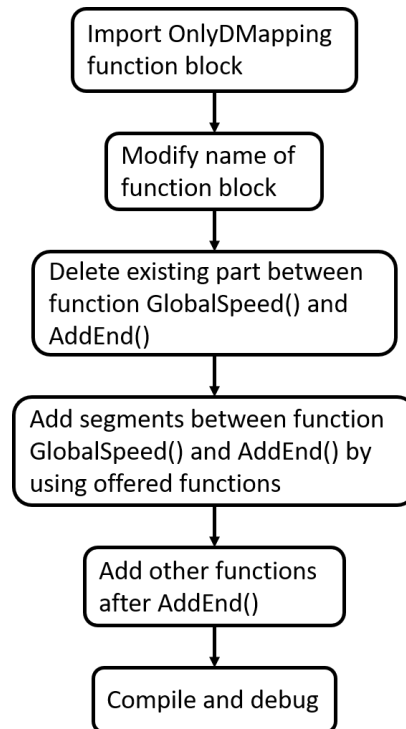 Import OnlyDMapping
function block
Modify name of
function block
Delete existing part between
function GlobalSpeed() and
AddEnd()
Add segments between function
GlobalSpeed() and AddEnd() by
using offered functions
Add other functions
after AddEnd()
Compile and debug